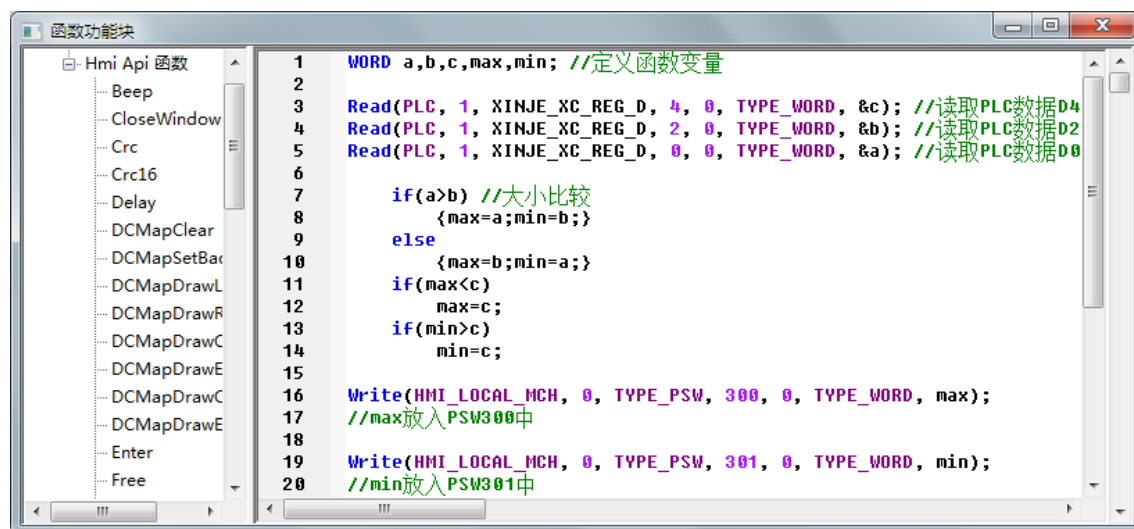 函数功能块
Hmi Api 函数
Beep
CloseWindow
Crc
Crc16
Delay
DCMapClear
DCMapSetBac
DCMapDrawL
DCMapDrawR
DCMapDrawC
DCMapDrawE
DCMapDrawC
DCMapDrawE
Enter
Free
1 WORD a,b,c,max,min; //定义函数变量
2
3 Read(PLC, 1, XINJE_XC_REG_D, 4, 0, TYPE_WORD, &c); //读取PLC数据D4
4 Read(PLC, 1, XINJE_XC_REG_D, 2, 0, TYPE_WORD, &b); //读取PLC数据D2
5 Read(PLC, 1, XINJE_XC_REG_D, 0, 0, TYPE_WORD, &a); //读取PLC数据D0
6
7 if(a>b) //大小比较
8 {max=a;min=b;}
9 else
10 {max=b;min=a;}
11 if(max<c)
12 max=c;
13 if(min>c)
14 min=c;
15
16 Write(HMI_LOCAL_MCH, 0, TYPE_PSW, 300, 0, TYPE_WORD, max);
17 //max放入PSW300中
18
19 Write(HMI_LOCAL_MCH, 0, TYPE_PSW, 301, 0, TYPE_WORD, min);
20 //min放入PSW301中